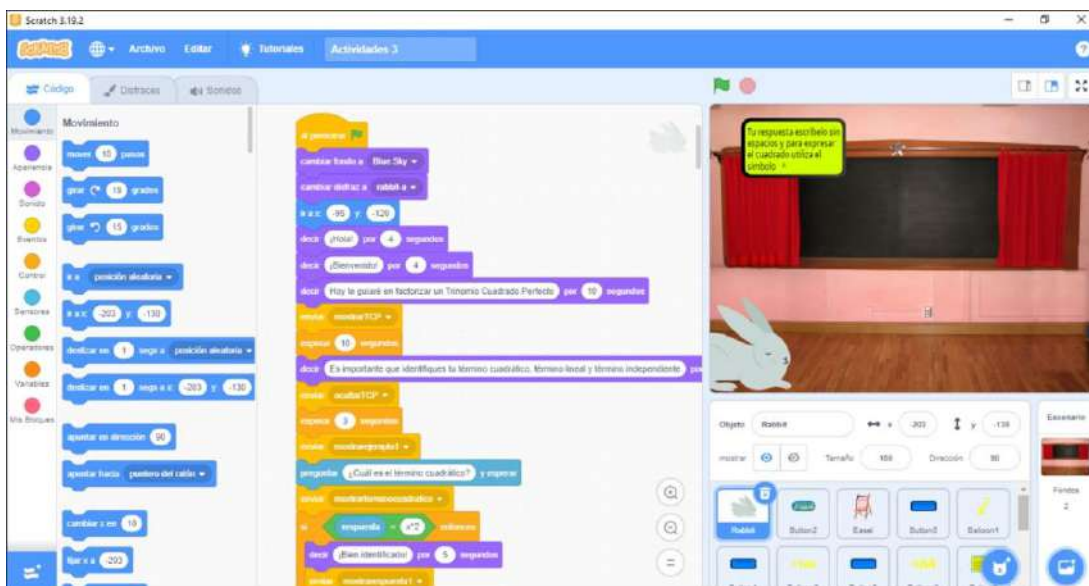 Scratch 3.19.2
SCRATCH
Archivo
Editar
Tutoriales
Actividades 3
Código
Disfraces
Sonidos
Movimiento
Apariencia
Sonido
Eventos
Control
Sensores
Operadores
Variables
Mis Bloques
Movimiento
mover 10 pasos
girar grados
girar 15 grados
ir a posición aleatoria
ir a x: -203 y: -130
deslizar en 1 segs a posición aleatoria
deslizar en 1 segs a x: -203 y: -130
apuntar en dirección 90
apuntar hacia puntero del ratón
cambiar x en 10
fijar x a -203
al presionar
cambiar fondo a Blue Sky
cambiar disfraz a rabbit-a
ir a x: -95 y: -120
decir ¡Hola! por 4 segundos
decir ¡Bienvenido! por 4 segundos
decir Hoy te guiaré en factorizar un Trinomio Cuadrado Perfecto por 10 segundos
enviar mostrarTCP
esperar 10 segundos
decir Es importante que identifiques tu término cuadrático, término lineal y término independiente
enviar ocultarTCP
esperar 3 segundos
enviar mostrarejemplo1
preguntar ¿Cuál es el término cuadrático? y esperar
enviar mostrarterminocuadrático
si respuesta = x^2 entonces
decir ¡Bien identificado! por 5 segundos
enviar mostrarrespuesta1
Tu respuesta escríbelo sin
espacios y para expresar
el cuadrado utiliza el
símbolo ^
Objeto
Rabbit
x -203
y -130
mostrar
Tamaño
Dirección 90
Escenario
Fondos
2
Rabbit
Button2
Easel
Button3
Balloon1